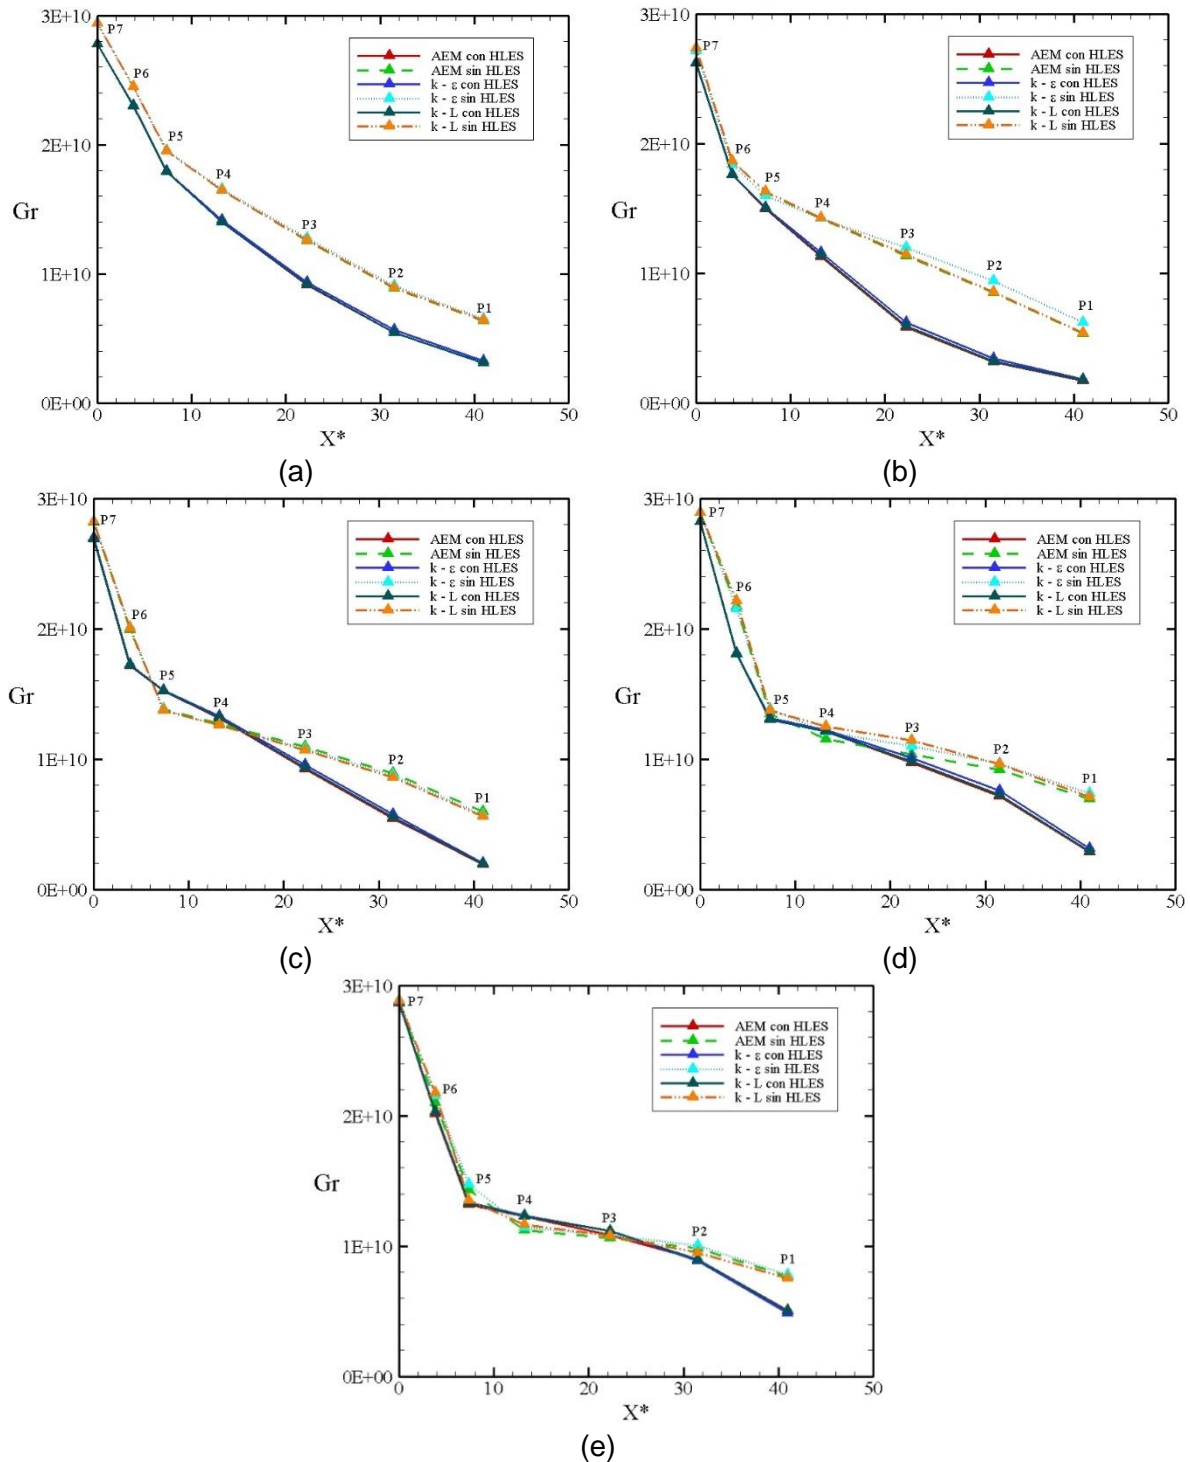 3E+10
2E+10
1E+10
0E+00
Gr
P7
P6
P5
P4
P3
P2
P1
AEM con HLES
AEM sin HLES
k - ε con HLES
k - ε sin HLES
k - L con HLES
k - L sin HLES
0 10 20 30 40 50
X*
(a)
3E+10
2E+10
1E+10
0E+00
Gr
P7
P6
P5
P4
P3
P2
P1
AEM con HLES
AEM sin HLES
k - ε con HLES
k - ε sin HLES
k - L con HLES
k - L sin HLES
0 10 20 30 40 50
X*
(b)
3E+10
2E+10
1E+10
0E+00
Gr
P7
P6
P5
P4
P3
P2
P1
AEM con HLES
AEM sin HLES
k - ε con HLES
k - ε sin HLES
k - L con HLES
k - L sin HLES
0 10 20 30 40 50
X*
(c)
3E+10
2E+10
1E+10
0E+00
Gr
P7
P6
P5
P4
P3
P2
P1
AEM con HLES
AEM sin HLES
k - ε con HLES
k - ε sin HLES
k - L con HLES
k - L sin HLES
0 10 20 30 40 50
X*
(d)
3E+10
2E+10
1E+10
0E+00
Gr
P7
P6
P5
P4
P3
P2
P1
AEM con HLES
AEM sin HLES
k - ε con HLES
k - ε sin HLES
k - L con HLES
k - L sin HLES
0 10 20 30 40 50
X*
(e)